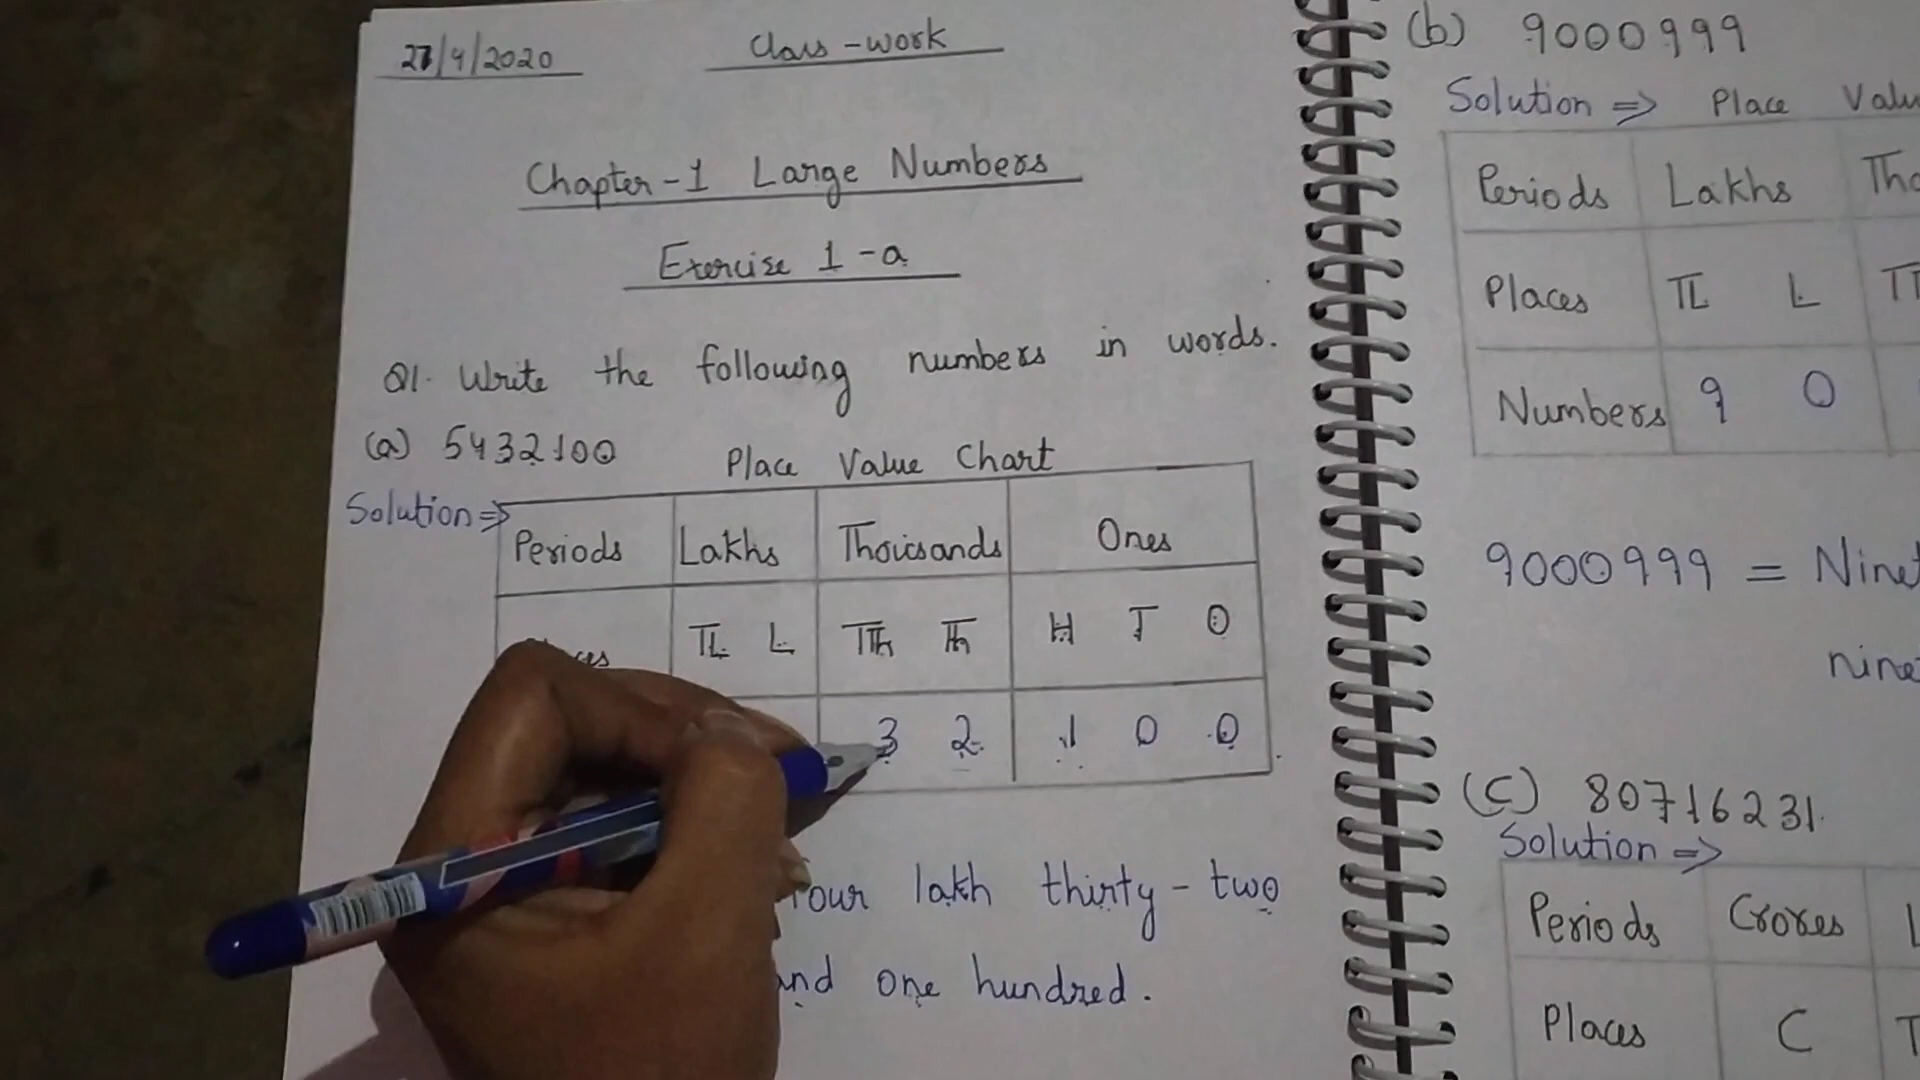 27/4/2020 Class-work
Chapter-1 Large Numbers
Exercise 1-a
Q1. Write the following numbers in words.
(a) 5432100 Place Value Chart
Solution ⇒
Periods Lakhs Thousands Ones
TL L TTh Th H T O
3 2 1 0 0
four lakh thirty-two
one hundred.
(b) 9000999
Solution ⇒ Place
Periods Lakhs
Places TL L
Numbers 9 0
9000999 =
(c) 80716231
Solution ⇒
Periods Crores
Places C